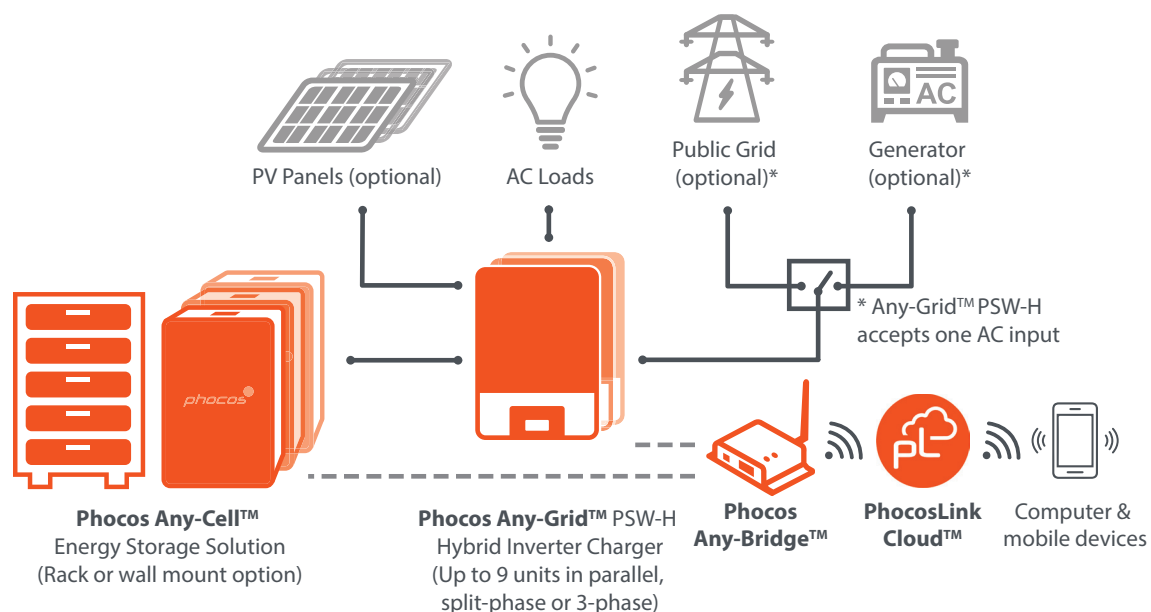 AC
PV Panels (optional)
AC Loads
Public Grid
(optional)*
Generator
(optional)*
* Any-Grid™ PSW-H
accepts one AC input
phocos
pL
Phocos Any-Cell™
Energy Storage Solution
(Rack or wall mount option)
Phocos Any-Grid™ PSW-H
Hybrid Inverter Charger
(Up to 9 units in parallel,
split-phase or 3-phase)
Phocos
Any-Bridge™
PhocosLink
Cloud™
Computer &
mobile devices